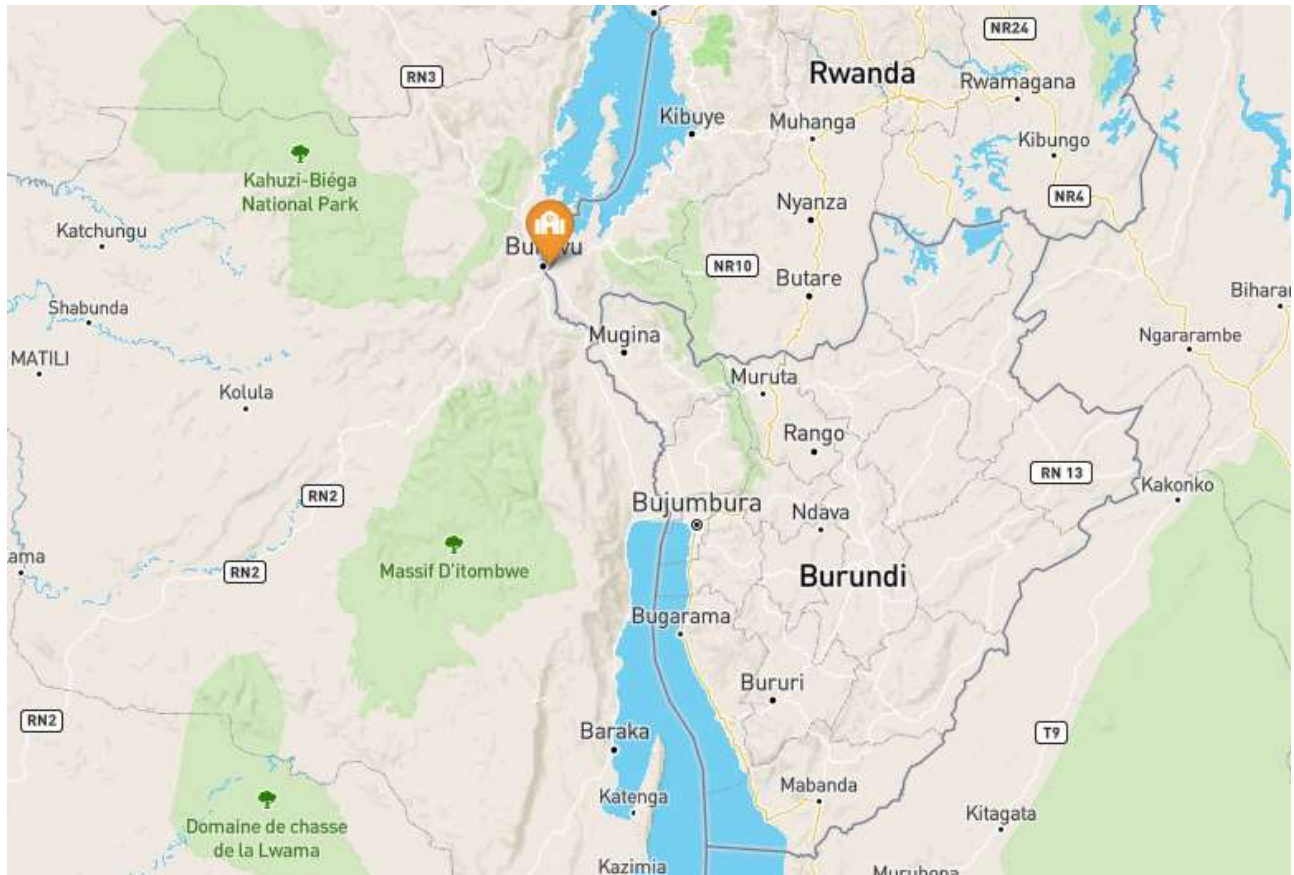 NR24
Rwanda
Rwamagana
RN3
Kibuye
Muhanga
Kibungo
Kahuzi-Biéga
National Park
NR4
Nyanza
Katchungu
NR10
Butare
Shabunda
Mugina
Ngararambe
MATILI
Muruta
Kolula
Rango
RN 13
Kakonko
RN2
Bujumbura
Ndava
Massif D'itombwe
RN2
Burundi
Bugarama
Bururi
RN2
Baraka
T9
Katenga
Mabanda
Domaine de chasse
de la Lwama
Kitagata
Kazimia